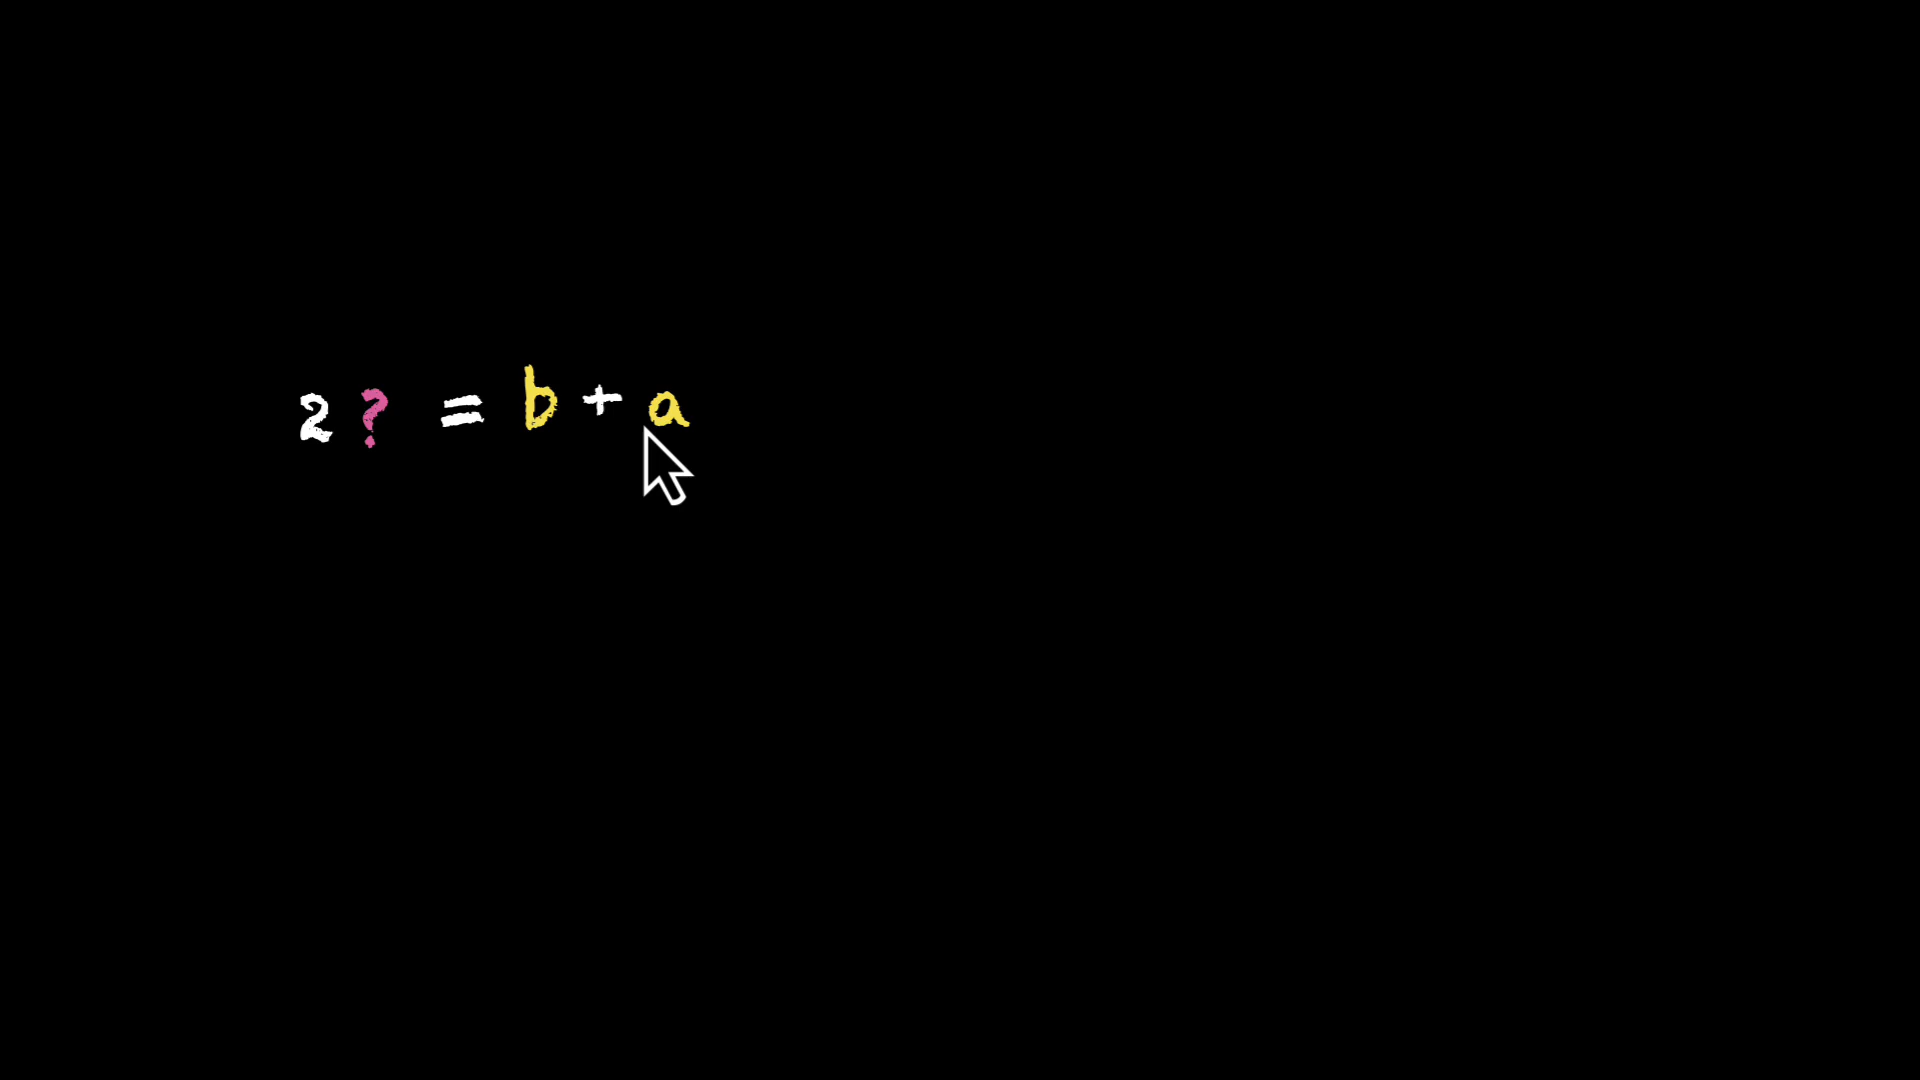 2 ? = b + a